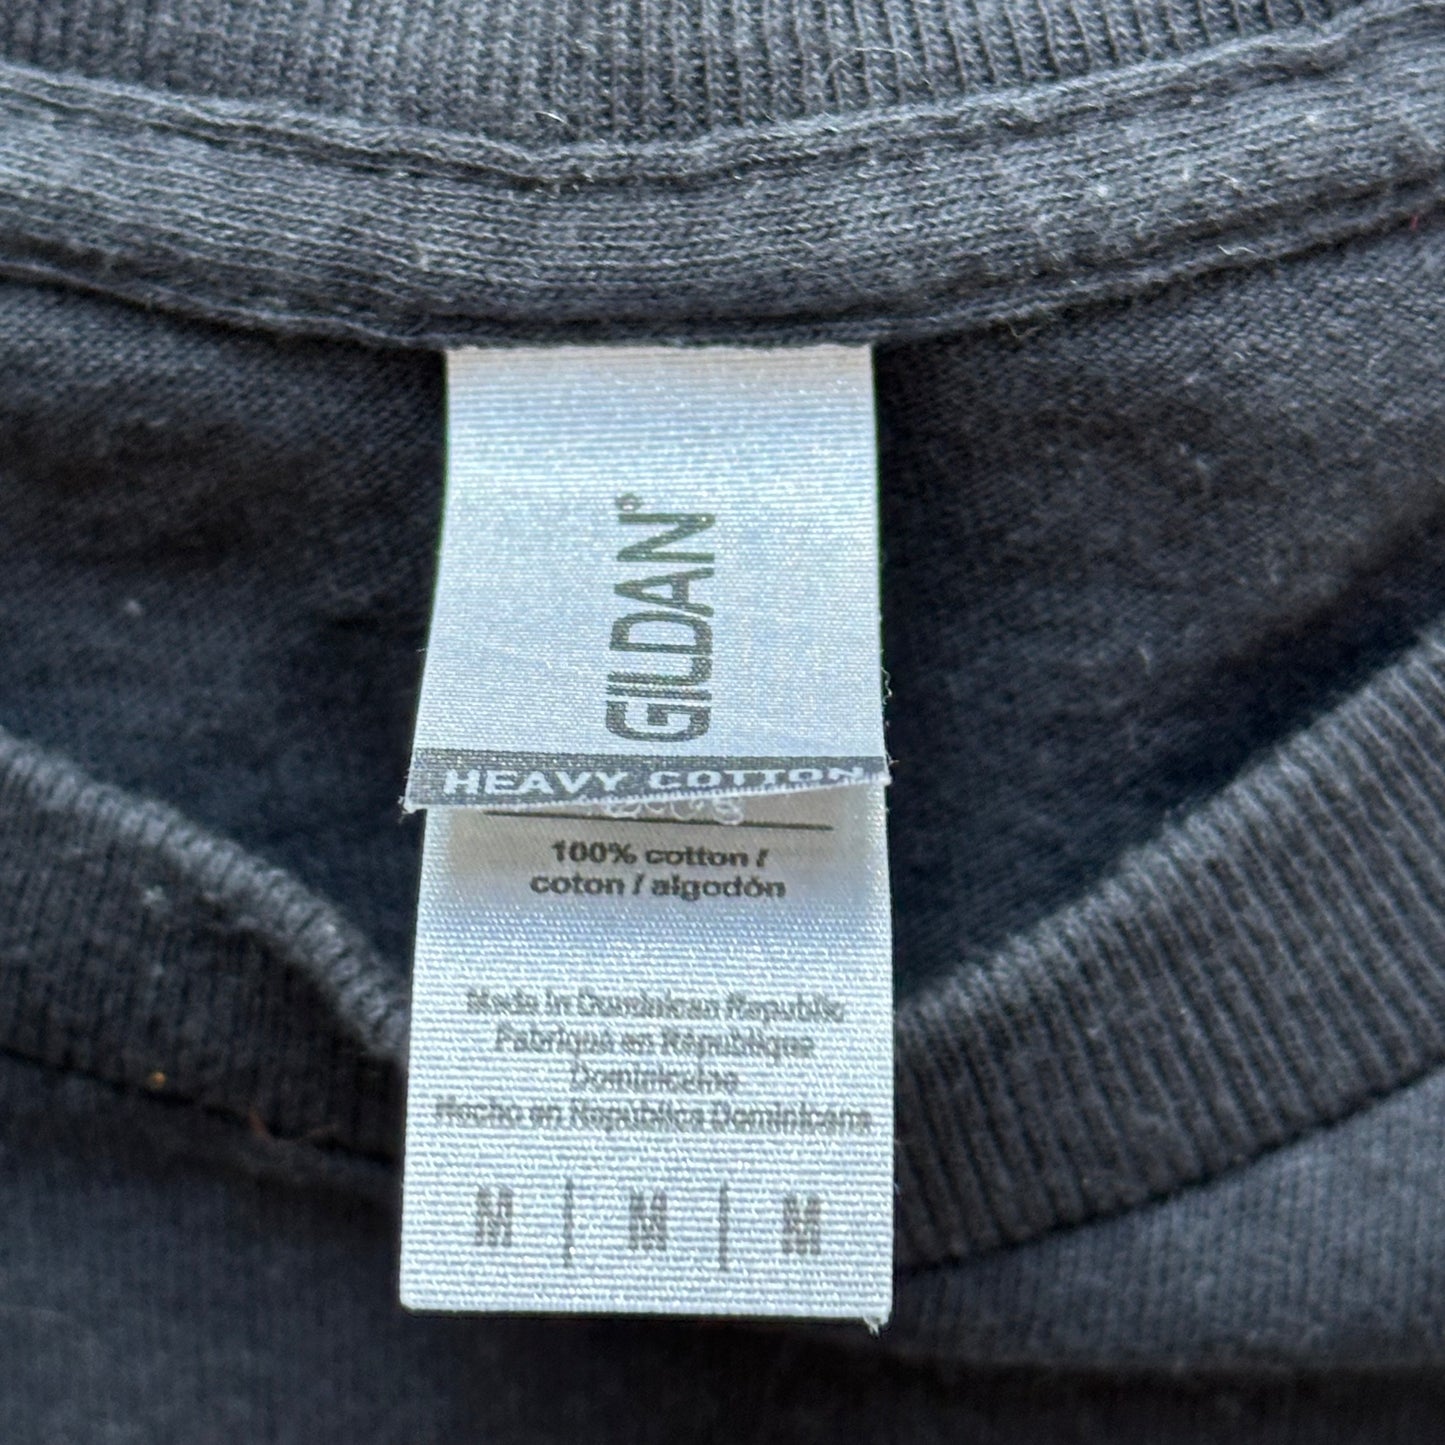 GILDAN®
HEAVY COTTON
100% cotton /
coton / algodón
Made in Dominican Republic
Fabriqué en République
Dominicaine
Hecho en República Dominicana
M | M | M